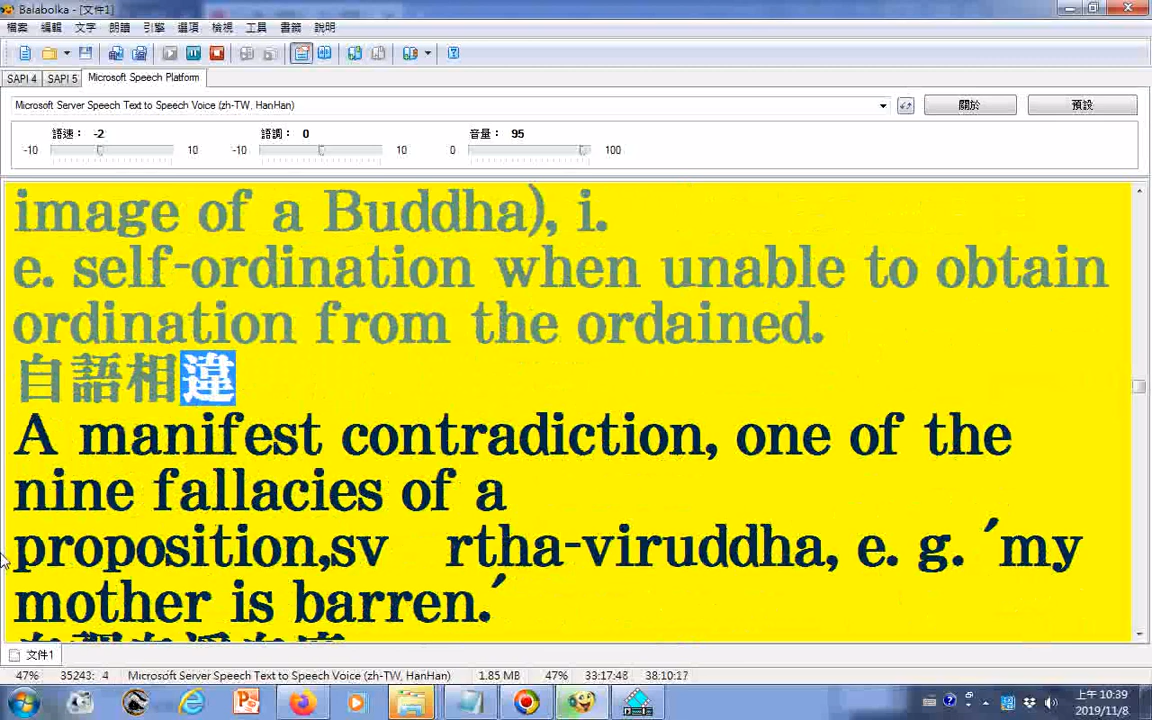 Balabolka - [文件1]
檔案 編輯 文字 朗讀 引擎 選項 檢視 工具 書籤 說明
SAPI 4 SAPI 5 Microsoft Speech Platform
Microsoft Server Speech Text to Speech Voice (zh-TW, HanHan) 關於 預設
語速： -2 語調： 0 音量： 95
-10 10 -10 10 0 100
image of a Buddha), i.
e. self-ordination when unable to obtain
ordination from the ordained.
自語相違
A manifest contradiction, one of the
nine fallacies of a
proposition,sv rtha-viruddha, e. g. ′my
mother is barren.′
文件1
47% 35243: 4 Microsoft Server Speech Text to Speech Voice (zh-TW, HanHan) 1.85 MB 47% 33:17:48 38:10:17
上午 10:39
2019/11/8